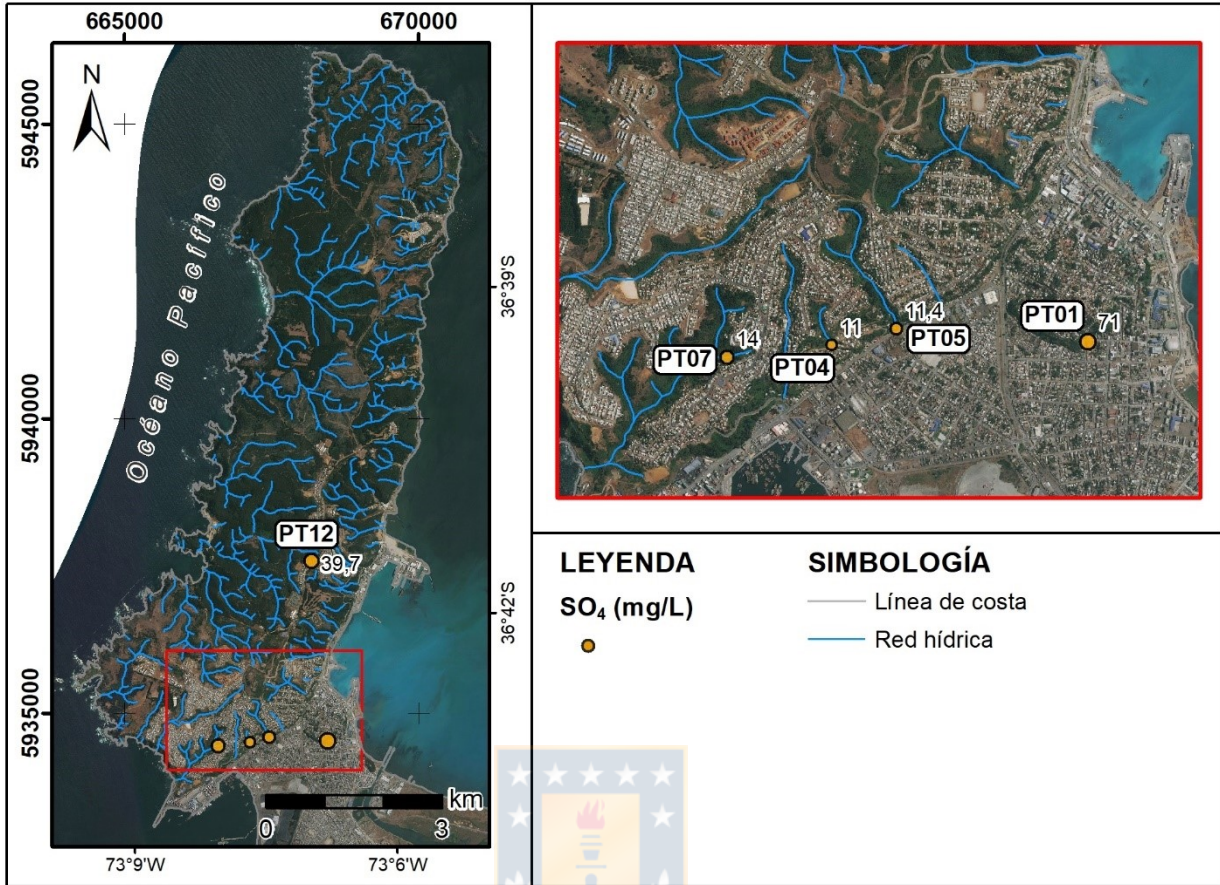 665000
670000
N
5945000
5940000
5935000
Océano Pacífico
36°39'S
36°42'S
PT12
39,7
km
0
3
73°9'W
73°6'W
PT07
14
PT04
11
11,4
PT05
PT01
71
LEYENDA
SO₄ (mg/L)
SIMBOLOGÍA
Línea de costa
Red hídrica